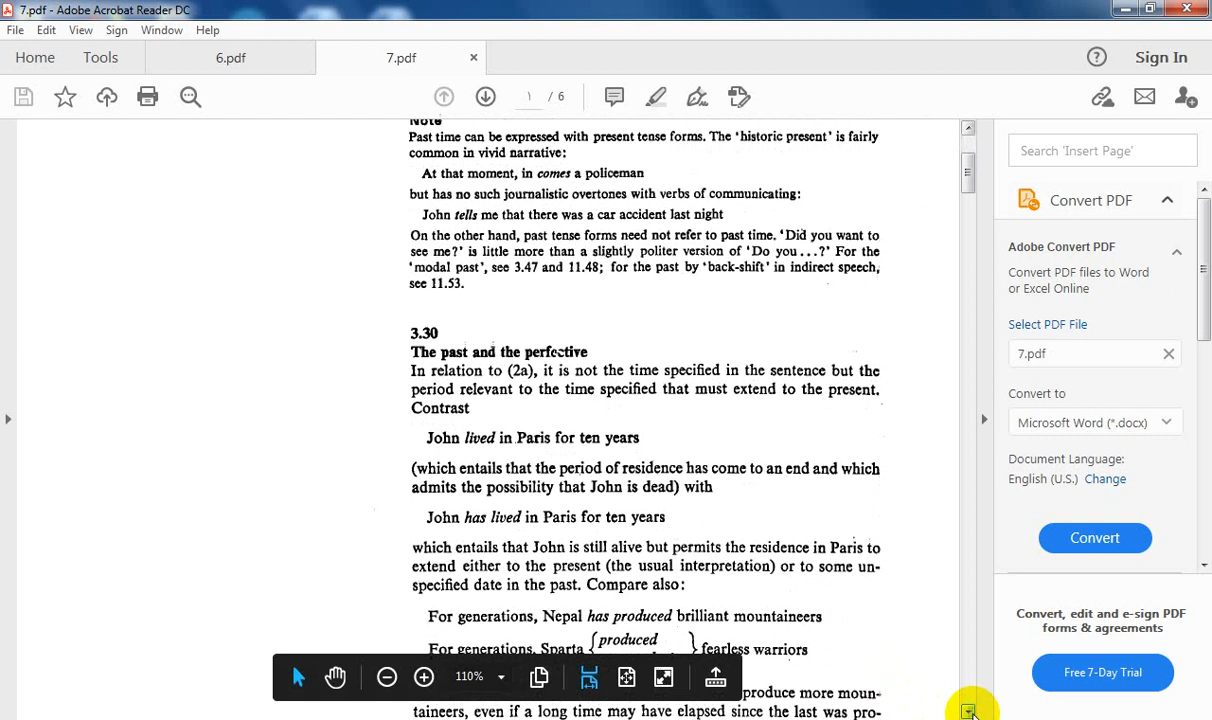 7.pdf - Adobe Acrobat Reader DC
File Edit View Sign Window Help
Home Tools 6.pdf 7.pdf × Sign In
1 / 6
Note
Past time can be expressed with present tense forms. The ‘historic present’ is fairly
common in vivid narrative:
At that moment, in comes a policeman
but has no such journalistic overtones with verbs of communicating:
John tells me that there was a car accident last night
On the other hand, past tense forms need not refer to past time. ‘Did you want to
see me?’ is little more than a slightly politer version of ‘Do you...?’ For the
‘modal past’, see 3.47 and 11.48; for the past by ‘back-shift’ in indirect speech,
see 11.53.
3.30
The past and the perfective
In relation to (2a), it is not the time specified in the sentence but the
period relevant to the time specified that must extend to the present.
Contrast
John lived in Paris for ten years
(which entails that the period of residence has come to an end and which
admits the possibility that John is dead) with
John has lived in Paris for ten years
which entails that John is still alive but permits the residence in Paris to
extend either to the present (the usual interpretation) or to some un-
specified date in the past. Compare also:
For generations, Nepal has produced brilliant mountaineers
For generations, Sparta {produced } fearless warriors
110%
produce more moun-
taineers, even if a long time may have elapsed since the last was pro-
Search 'Insert Page'
Convert PDF
Adobe Convert PDF
Convert PDF files to Word
or Excel Online
Select PDF File
7.pdf
Convert to
Microsoft Word (*.docx)
Document Language:
English (U.S.) Change
Convert
Convert, edit and e-sign PDF
forms & agreements
Free 7-Day Trial